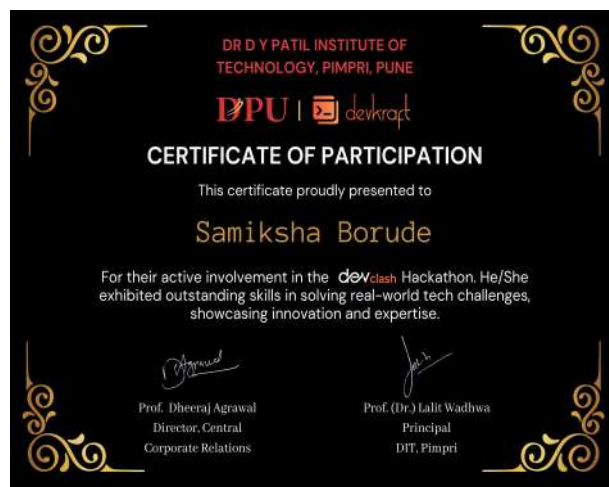 DR D Y PATIL INSTITUTE OF
TECHNOLOGY, PIMPRI, PUNE
DPU | >_ devkraft
CERTIFICATE OF PARTICIPATION
This certificate proudly presented to
Samiksha Borude
For their active involvement in the devclash Hackathon. He/She
exhibited outstanding skills in solving real-world tech challenges,
showcasing innovation and expertise.
DAgrawal
Prof. Dheeraj Agrawal Prof. (Dr.) Lalit Wadhwa
Director, Central Principal
Corporate Relations DIT, Pimpri